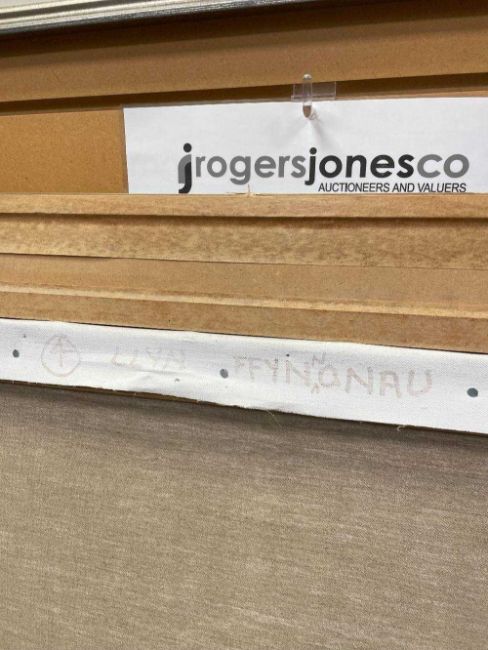 jrogersjonesco
AUCTIONEERS AND VALUERS
LLYN FFYNNONAU